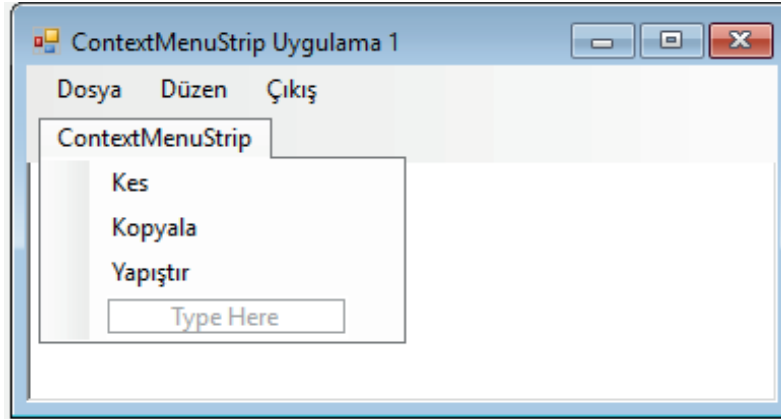 ContextMenuStrip Uygulama 1
Dosya Düzen Çıkış
ContextMenuStrip
Kes
Kopyala
Yapıştır
Type Here